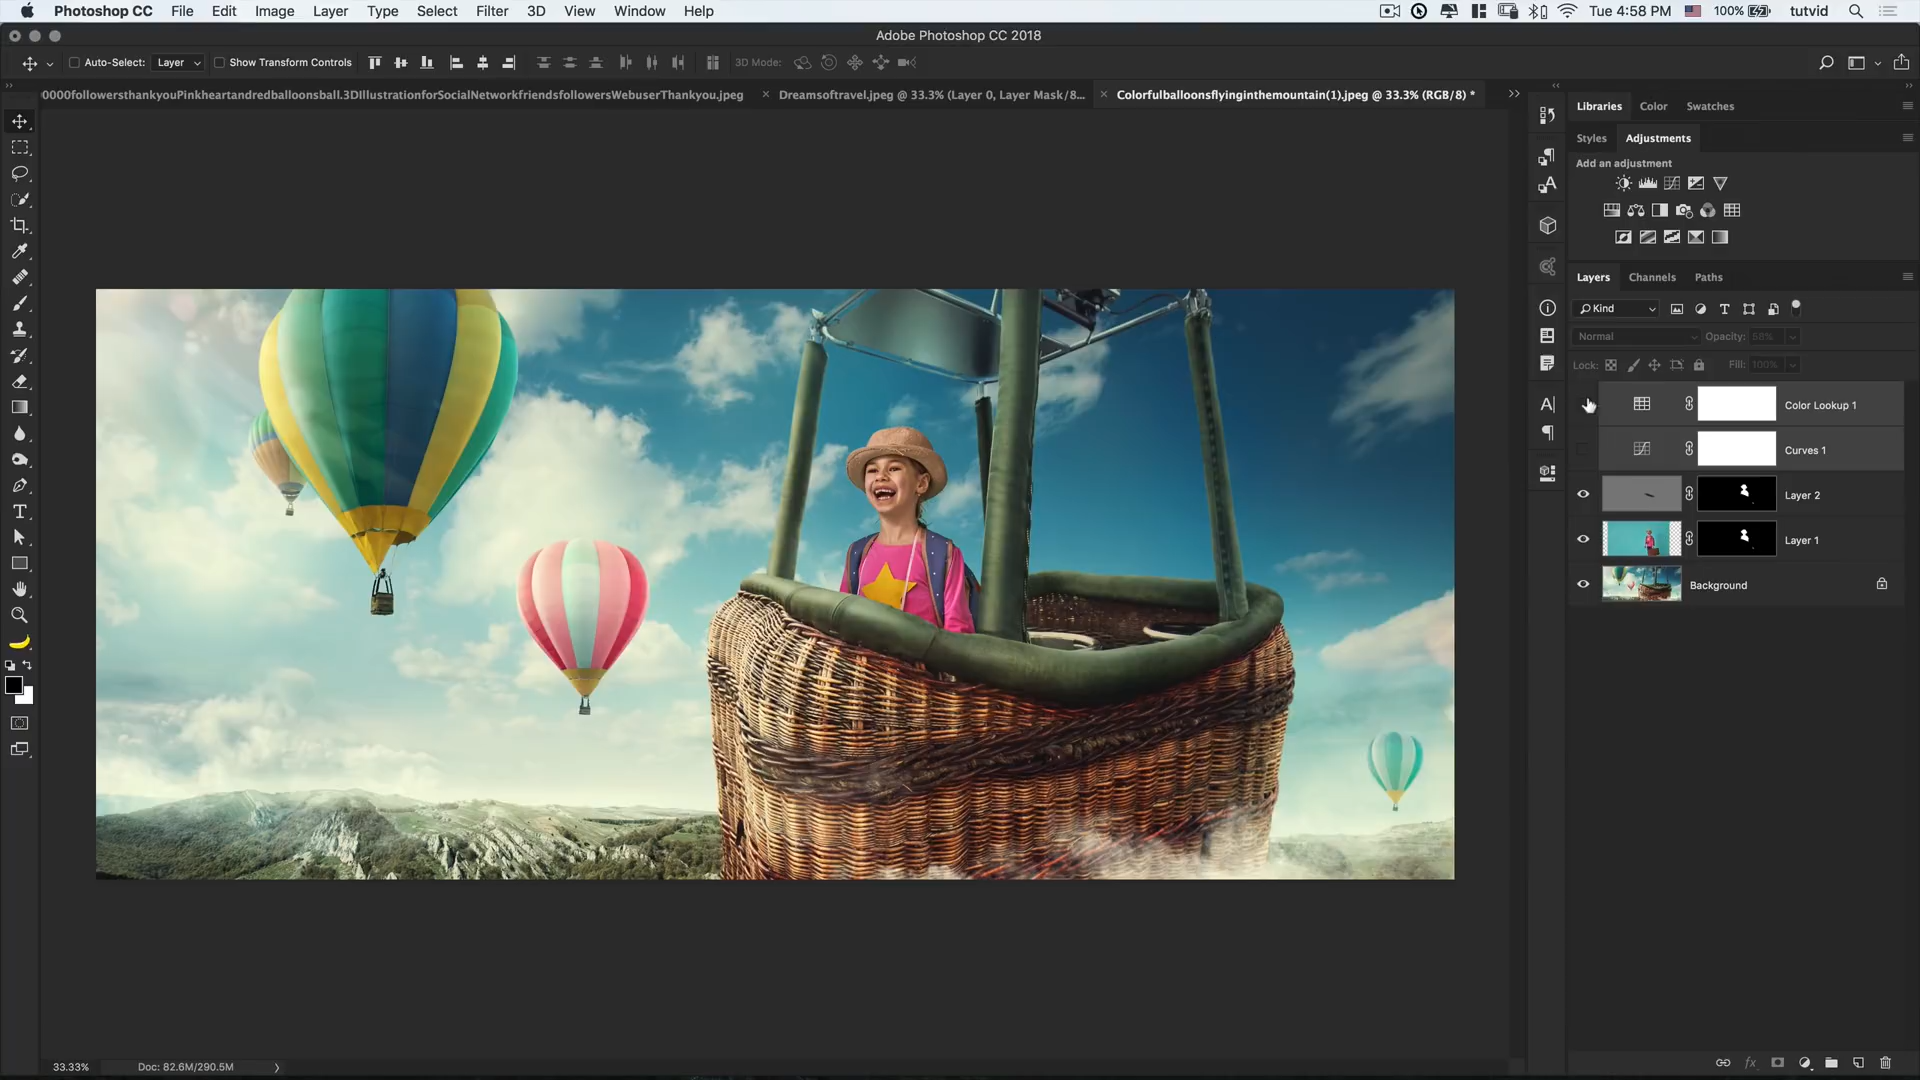 Photoshop CC File Edit Image Layer Type Select Filter 3D View Window Help Tue 4:58 PM 100% tutvid
Adobe Photoshop CC 2018
Auto-Select: Layer Show Transform Controls 3D Mode:
0000followersthankyouPinkheartandredballoonsball.3DIllustrationforSocialNetworkfriendsfollowersWebuserThankyou.jpeg × Dreamsoftravel.jpeg @ 33.3% (Layer 0, Layer Mask/8... × Colorfulballoonsflyinginthemountain(1).jpeg @ 33.3% (RGB/8) *
Libraries Color Swatches
Styles Adjustments
Add an adjustment
Layers Channels Paths
Kind
Normal Opacity: 58%
Lock: Fill: 100%
Color Lookup 1
Curves 1
Layer 2
Layer 1
Background
33.33% Doc: 82.6M/290.5M